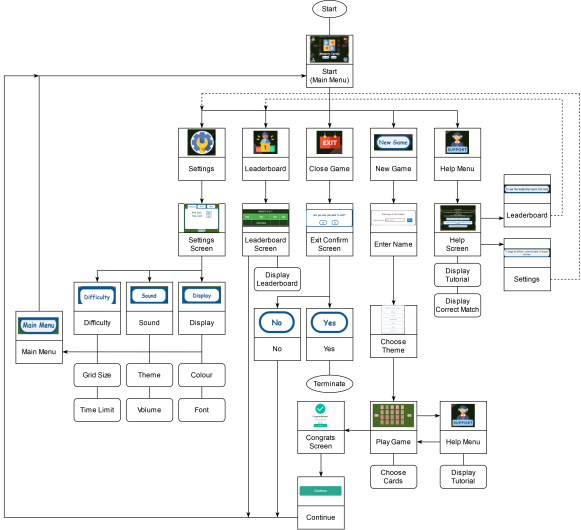 Start
Start
(Main Menu)
EXIT
New Game
SUPPORT
Settings
Leaderboard
Close Game
New Game
Help Menu
Leaderboard
Settings
Screen
Leaderboard
Screen
Exit Confirm
Screen
Enter Name
Help
Screen
Settings
Display
Leaderboard
Display
Tutorial
Display
Correct Match
Difficulty
Sound
Display
Main Menu
No
Yes
Difficulty
Sound
Display
No
Yes
Choose
Theme
Main Menu
Grid Size
Theme
Colour
Terminate
Time Limit
Volume
Font
SUPPORT
Congrats
Screen
Play Game
Help Menu
Choose
Cards
Display
Tutorial
Continue
Continue